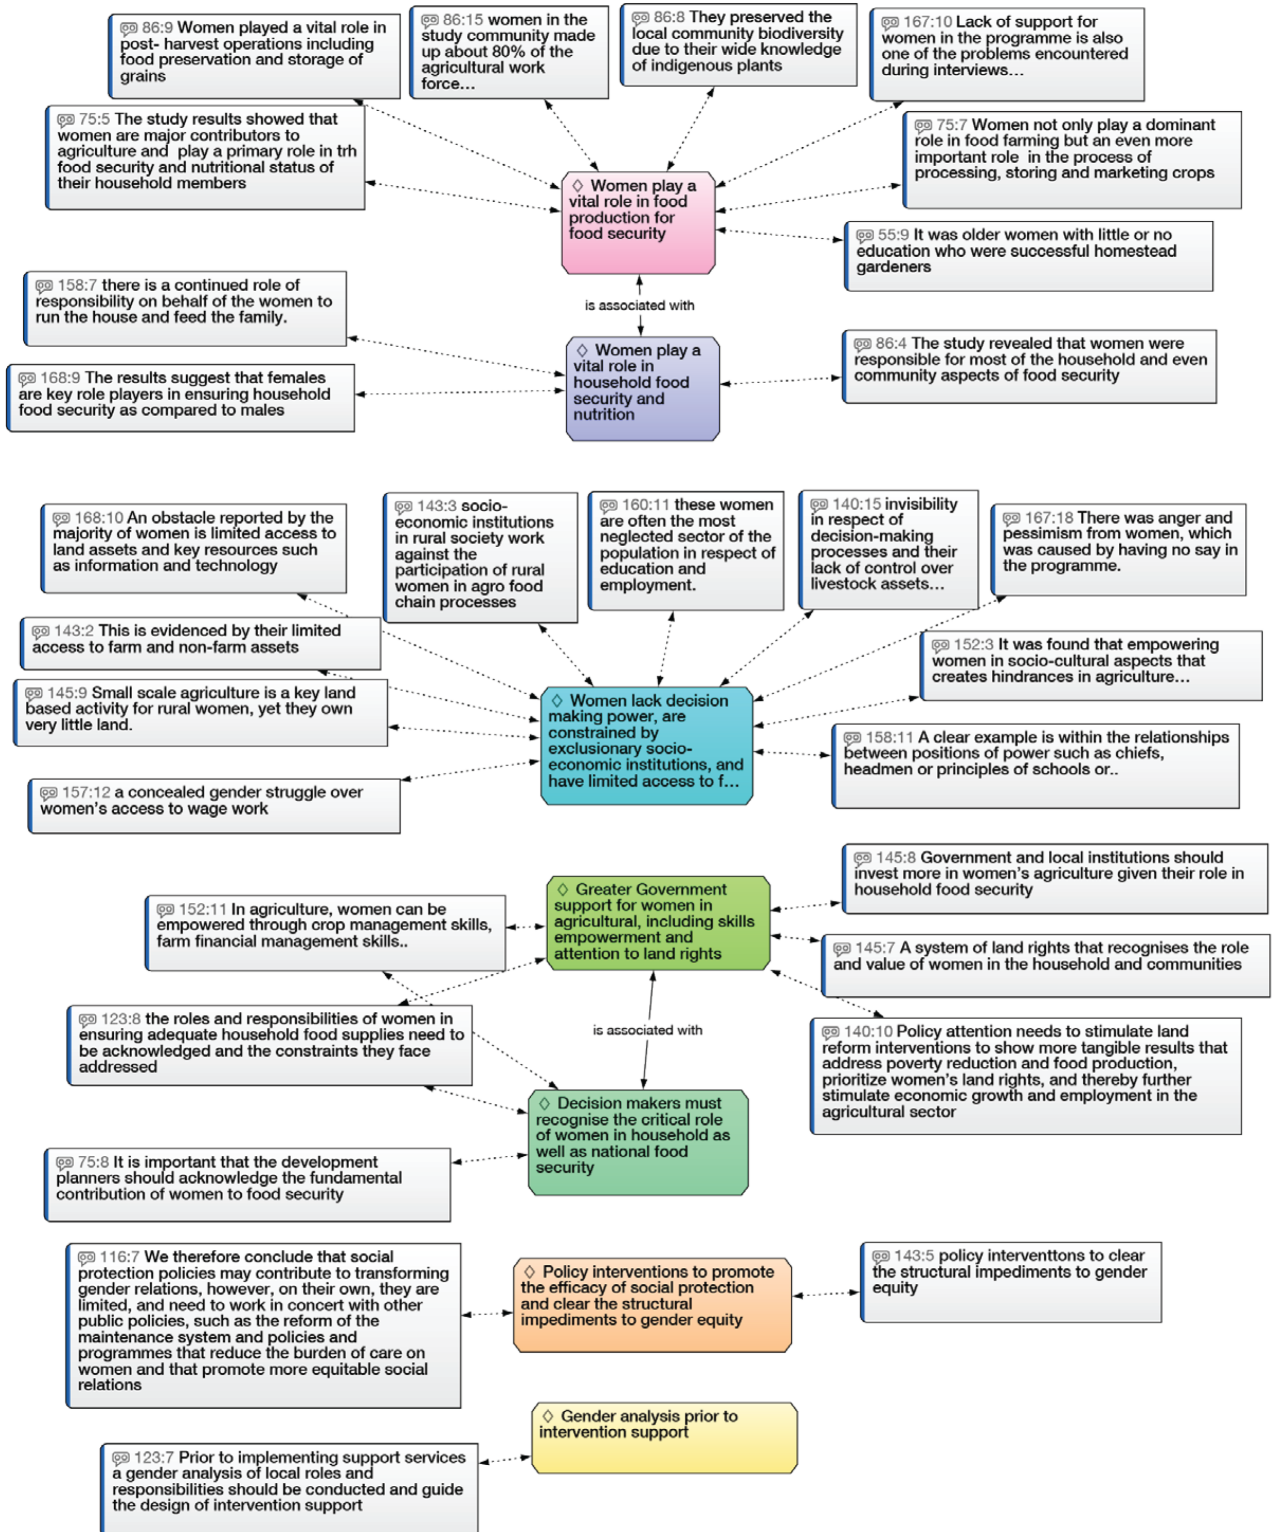 86:9 Women played a vital role in
post- harvest operations including
food preservation and storage of
grains
86:15 women in the
study community made
up about 80% of the
agricultural work
force...
86:8 They preserved the
local community biodiversity
due to their wide knowledge
of indigenous plants
167:10 Lack of support for
women in the programme is also
one of the problems encountered
during interviews...
75:5 The study results showed that
women are major contributors to
agriculture and play a primary role in trh
food security and nutritional status of
their household members
75:7 Women not only play a dominant
role in food farming but an even more
important role in the process of
processing, storing and marketing crops
◇ Women play a
vital role in food
production for
food security
55:9 It was older women with little or no
education who were successful homestead
gardeners
158:7 there is a continued role of
responsibility on behalf of the women to
run the house and feed the family.
is associated with
◇ Women play a
vital role in
household food
security and
nutrition
86:4 The study revealed that women were
responsible for most of the household and even
community aspects of food security
168:9 The results suggest that females
are key role players in ensuring household
food security as compared to males
168:10 An obstacle reported by the
majority of women is limited access to
land assets and key resources such
as information and technology
143:3 socio-
economic institutions
in rural society work
against the
participation of rural
women in agro food
chain processes
160:11 these women
are often the most
neglected sector of the
population in respect of
education and
employment.
140:15 invisibility
in respect of
decision-making
processes and their
lack of control over
livestock assets...
167:18 There was anger and
pessimism from women, which
was caused by having no say in
the programme.
143:2 This is evidenced by their limited
access to farm and non-farm assets
152:3 It was found that empowering
women in socio-cultural aspects that
creates hindrances in agriculture...
145:9 Small scale agriculture is a key land
based activity for rural women, yet they own
very little land.
◇ Women lack decision
making power, are
constrained by
exclusionary socio-
economic institutions, and
have limited access to f...
158:11 A clear example is within the relationships
between positions of power such as chiefs,
headmen or principles of schools or..
157:12 a concealed gender struggle over
women's access to wage work
145:8 Government and local institutions should
invest more in women's agriculture given their role in
household food security
◇ Greater Government
support for women in
agricultural, including skills
empowerment and
attention to land rights
152:11 In agriculture, women can be
empowered through crop management skills,
farm financial management skills..
145:7 A system of land rights that recognises the role
and value of women in the household and communities
123:8 the roles and responsibilities of women in
ensuring adequate household food supplies need to
be acknowledged and the constraints they face
addressed
is associated with
140:10 Policy attention needs to stimulate land
reform interventions to show more tangible results that
address poverty reduction and food production,
prioritize women's land rights, and thereby further
stimulate economic growth and employment in the
agricultural sector
◇ Decision makers must
recognise the critical role
of women in household as
well as national food
security
75:8 It is important that the development
planners should acknowledge the fundamental
contribution of women to food security
116:7 We therefore conclude that social
protection policies may contribute to transforming
gender relations, however, on their own, they are
limited, and need to work in concert with other
public policies, such as the reform of the
maintenance system and policies and
programmes that reduce the burden of care on
women and that promote more equitable social
relations
◇ Policy interventions to promote
the efficacy of social protection
and clear the structural
impediments to gender equity
143:5 policy interventtons to clear
the structural impediments to gender
equity
◇ Gender analysis prior to
intervention support
123:7 Prior to implementing support services
a gender analysis of local roles and
responsibilities should be conducted and guide
the design of intervention support